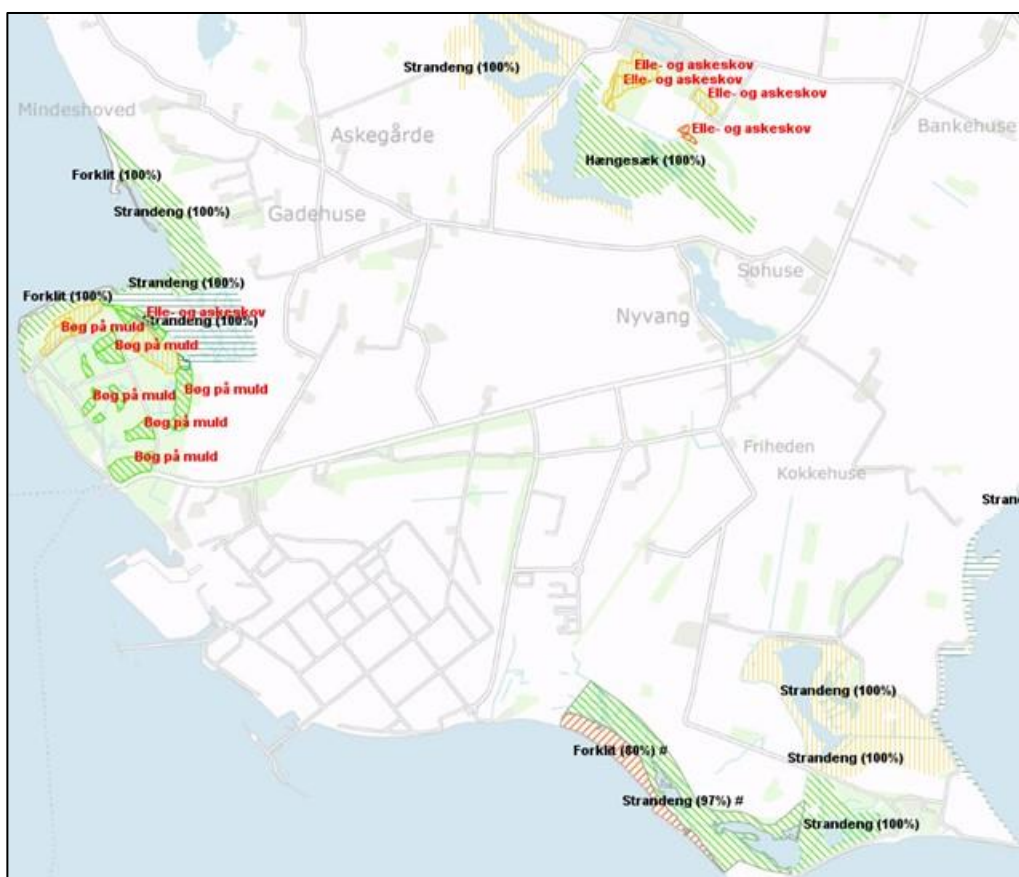 Elle- og askeskov
Strandeng (100%)
Elle- og askeskov
Elle- og askeskov
Mindeshoved
Askegårde
Bankehuse
Elle- og askeskov
Hængesæk (100%)
Forklit (100%)
Strandeng (100%)
Gadehuse
Søhuse
Strandeng (100%)
Forklit (100%)
Elle- og askeskov
Strandeng (100%)
Nyvang
Bøg på muld
Bøg på muld
Bøg på muld
Bøg på muld
Bøg på muld
Friheden
Bøg på muld
Kokkehuse
Strand
Strandeng (100%)
Forklit (80%) #
Strandeng (100%)
Strandeng (97%) #
Strandeng (100%)